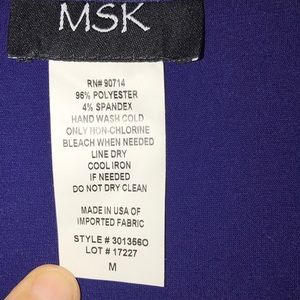 MSK
RN# 90714
96% POLYESTER
4% SPANDEX
HAND WASH COLD
ONLY NON-CHLORINE
BLEACH WHEN NEEDED
LINE DRY
COOL IRON
IF NEEDED
DO NOT DRY CLEAN
MADE IN USA OF
IMPORTED FABRIC
STYLE # 301356O
LOT # 17227
M